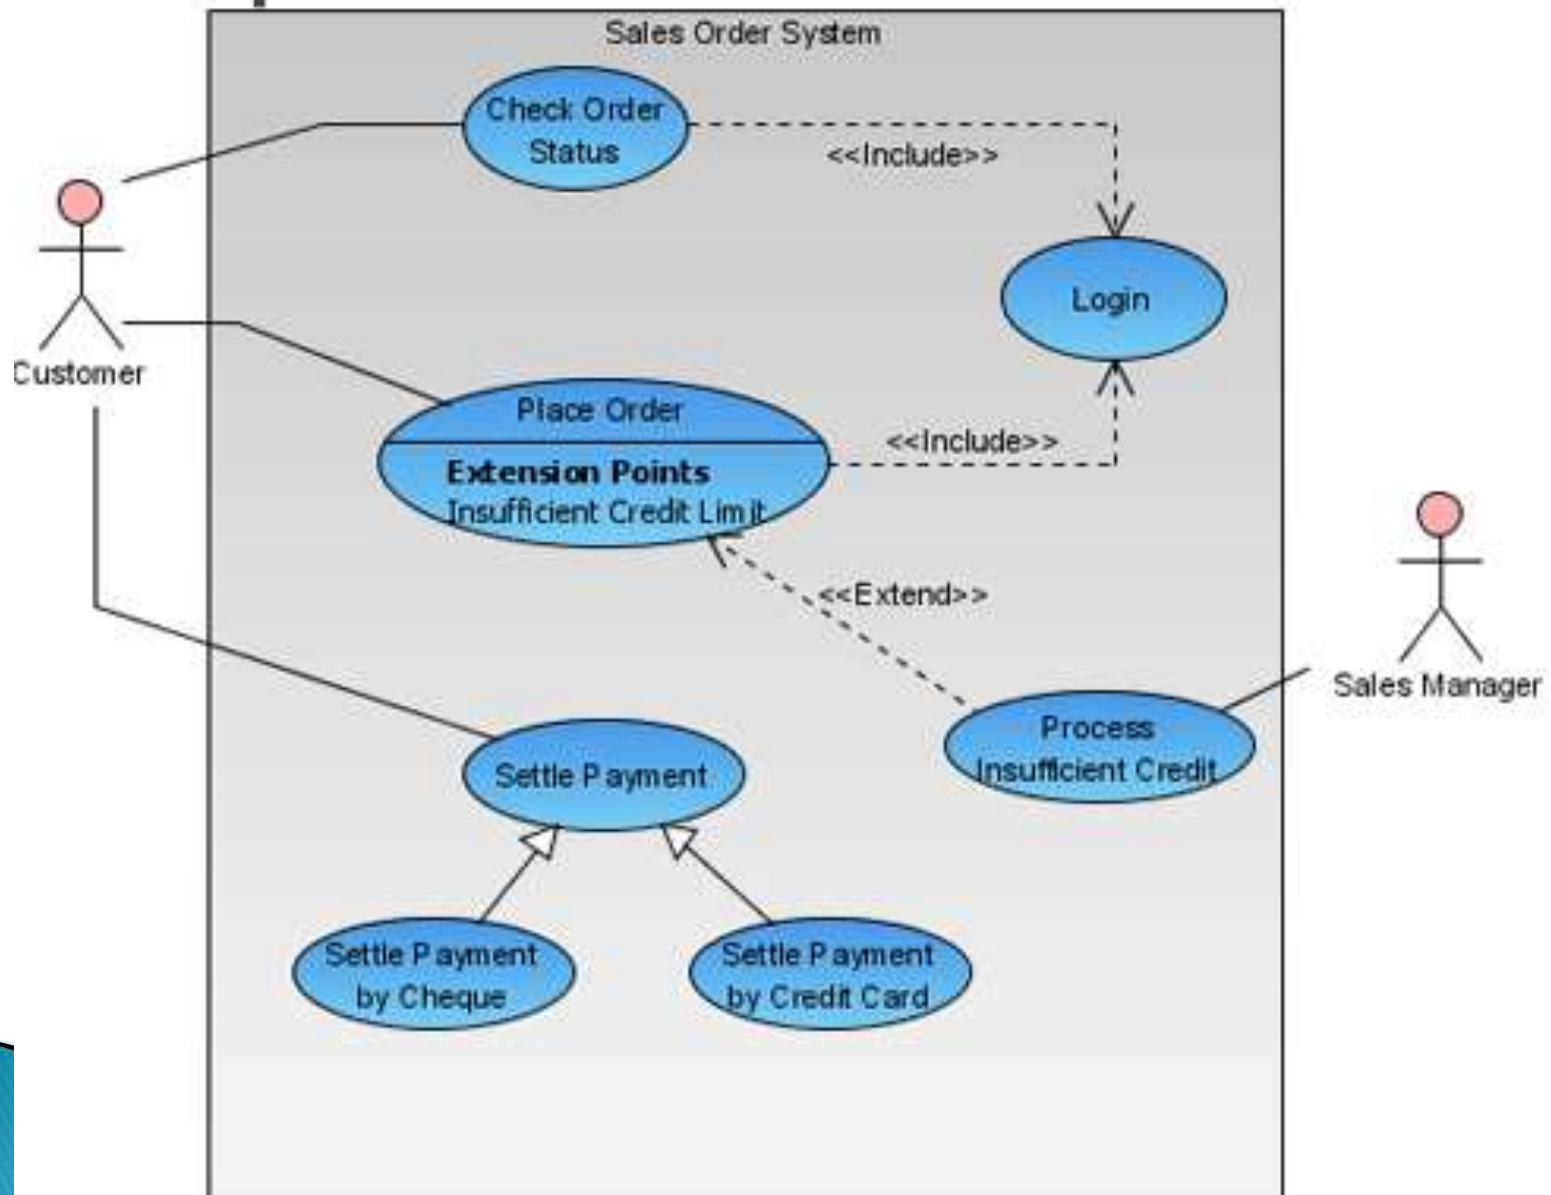 Sales Order System
Check Order
Status
<<Include>>
Login
Customer
Place Order
<<Include>>
Extension Points
Insufficient Credit Limit
<<Extend>>
Sales Manager
Process
Insufficient Credit
Settle Payment
Settle Payment
by Cheque
Settle Payment
by Credit Card